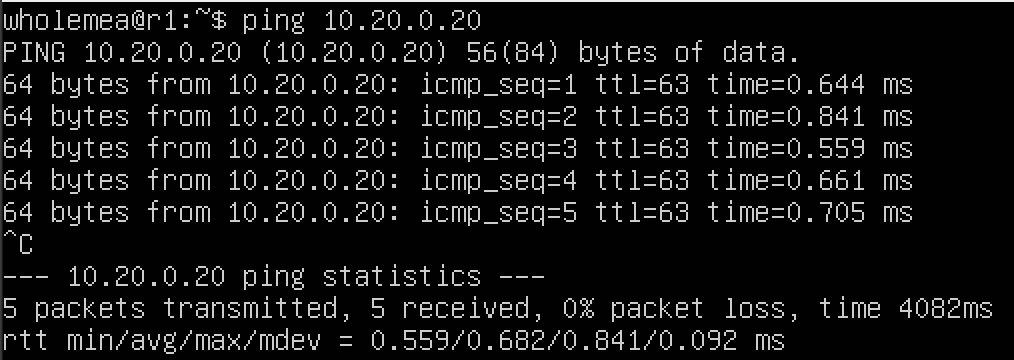 wholemea@r1:~$ ping 10.20.0.20
PING 10.20.0.20 (10.20.0.20) 56(84) bytes of data.
64 bytes from 10.20.0.20: icmp_seq=1 ttl=63 time=0.644 ms
64 bytes from 10.20.0.20: icmp_seq=2 ttl=63 time=0.841 ms
64 bytes from 10.20.0.20: icmp_seq=3 ttl=63 time=0.559 ms
64 bytes from 10.20.0.20: icmp_seq=4 ttl=63 time=0.661 ms
64 bytes from 10.20.0.20: icmp_seq=5 ttl=63 time=0.705 ms
^C
--- 10.20.0.20 ping statistics ---
5 packets transmitted, 5 received, 0% packet loss, time 4082ms
rtt min/avg/max/mdev = 0.559/0.682/0.841/0.092 ms